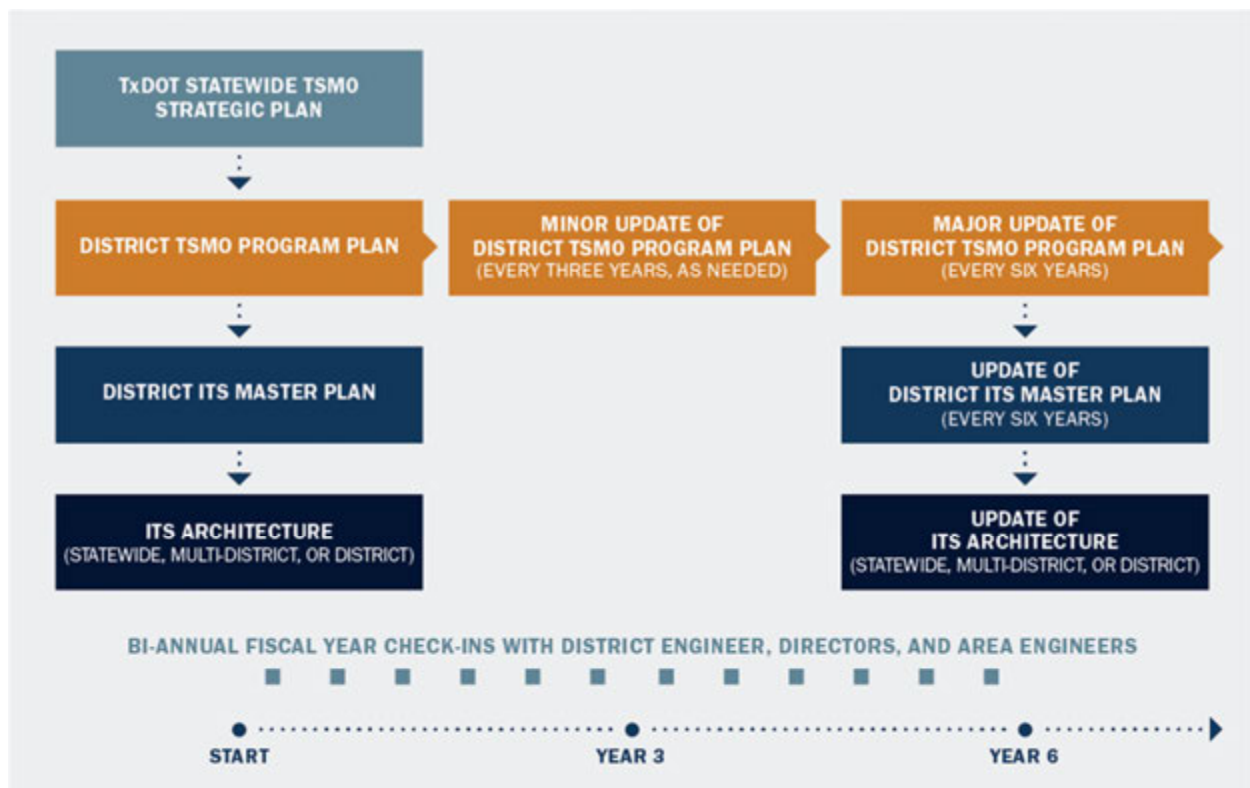 TxDOT STATEWIDE TSMO
STRATEGIC PLAN
DISTRICT TSMO PROGRAM PLAN
MINOR UPDATE OF
DISTRICT TSMO PROGRAM PLAN
(EVERY THREE YEARS, AS NEEDED)
MAJOR UPDATE OF
DISTRICT TSMO PROGRAM PLAN
(EVERY SIX YEARS)
DISTRICT ITS MASTER PLAN
UPDATE OF
DISTRICT ITS MASTER PLAN
(EVERY SIX YEARS)
ITS ARCHITECTURE
(STATEWIDE, MULTI-DISTRICT, OR DISTRICT)
UPDATE OF
ITS ARCHITECTURE
(STATEWIDE, MULTI-DISTRICT, OR DISTRICT)
BI-ANNUAL FISCAL YEAR CHECK-INS WITH DISTRICT ENGINEER, DIRECTORS, AND AREA ENGINEERS
START
YEAR 3
YEAR 6